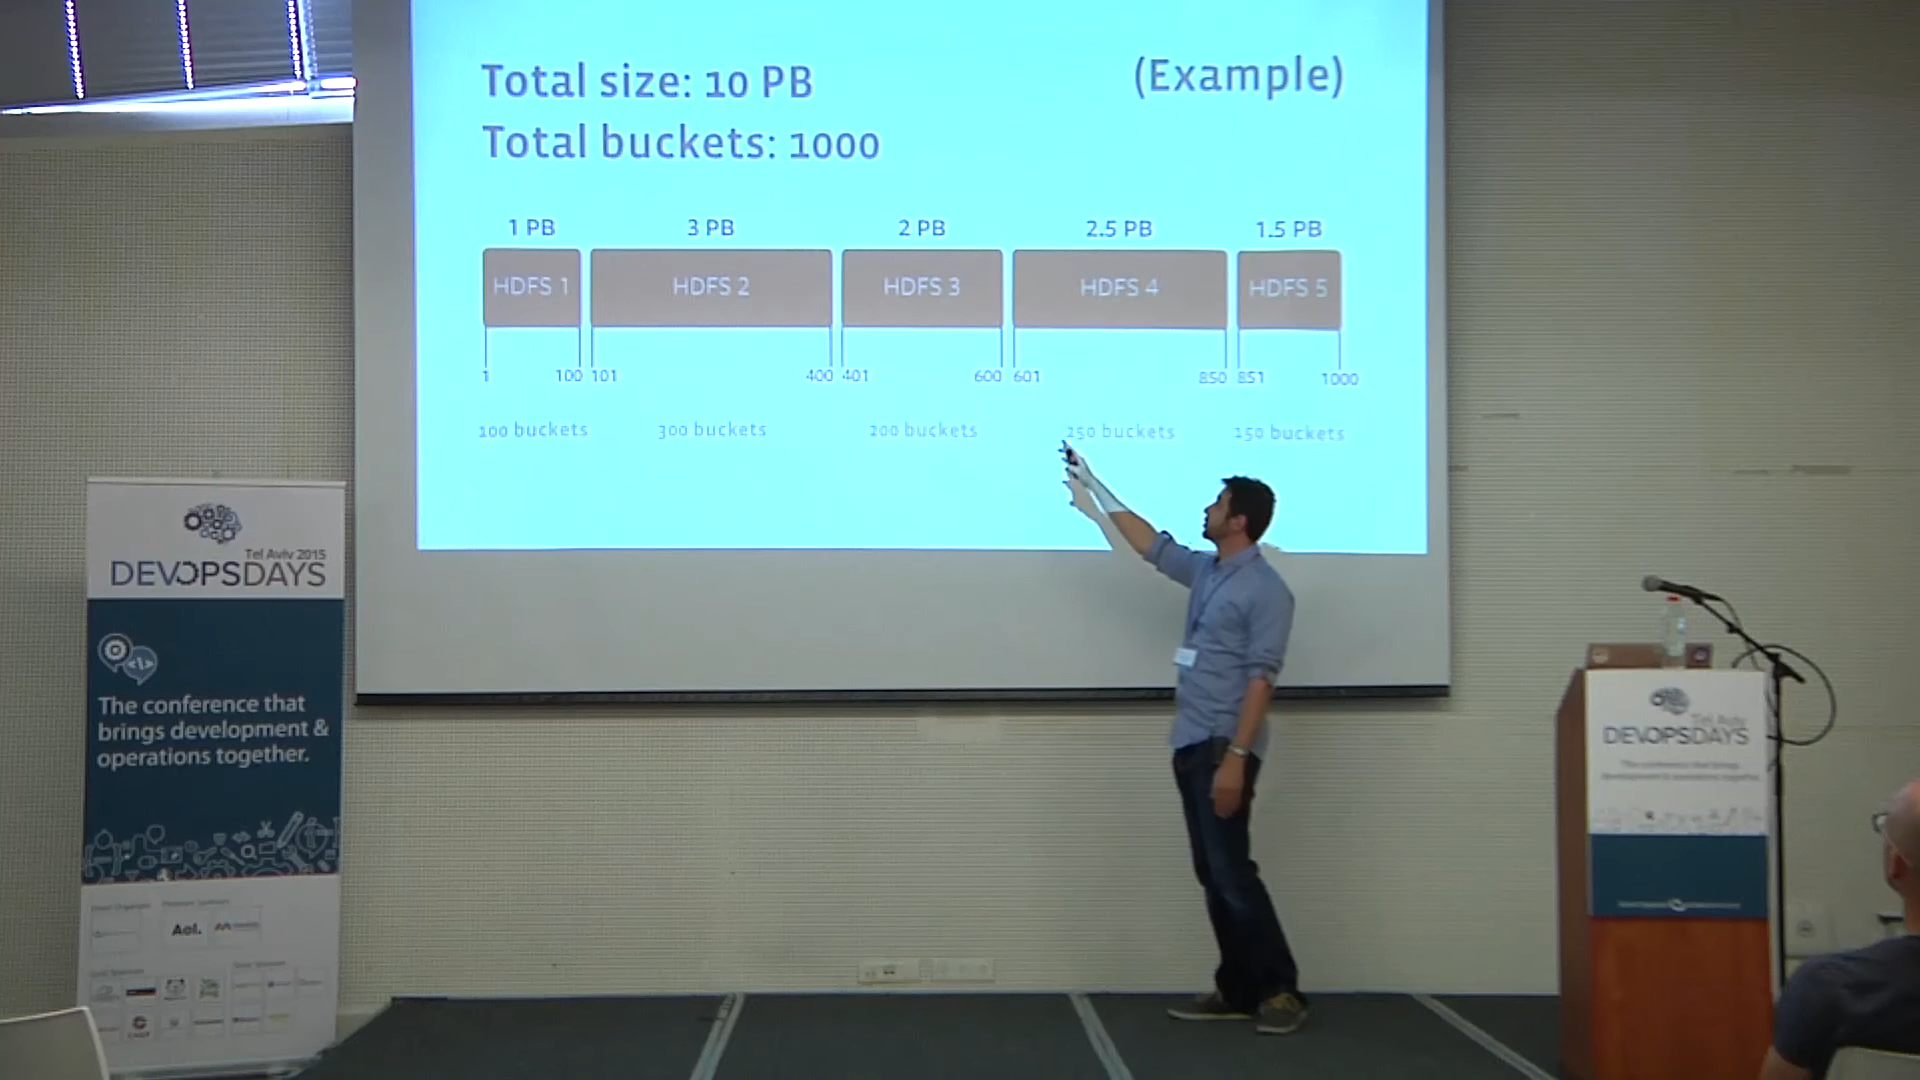 Total size: 10 PB
(Example)
Total buckets: 1000
1 PB
3 PB
2 PB
2.5 PB
1.5 PB
HDFS 1
HDFS 2
HDFS 3
HDFS 4
HDFS 5
1
100
101
400
401
600
601
850
851
1000
100 buckets
300 buckets
200 buckets
250 buckets
150 buckets
Tel Aviv 2015
DEVOPSDAYS
The conference that
brings development &
operations together.
Aol.
Tel Aviv
DEVOPSDAYS